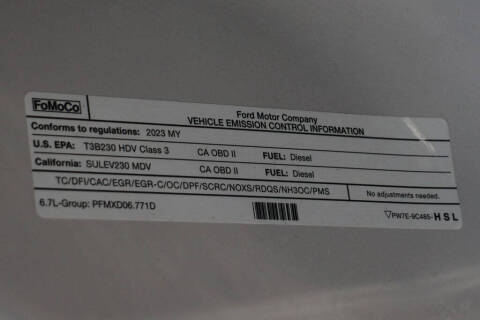 FoMoCo
Ford Motor Company
VEHICLE EMISSION CONTROL INFORMATION
Conforms to regulations: 2023 MY
U.S. EPA: T3B230 HDV Class 3 CA OBD II FUEL: Diesel
California: SULEV230 MDV CA OBD II FUEL: Diesel
TC/DFI/CAC/EGR/EGR-C/OC/DPF/SCRC/NOXS/RDQS/NH3OC/PMS No adjustments needed.
6.7L-Group: PFMXD06.771D ▽PW7E-9C485-HSL